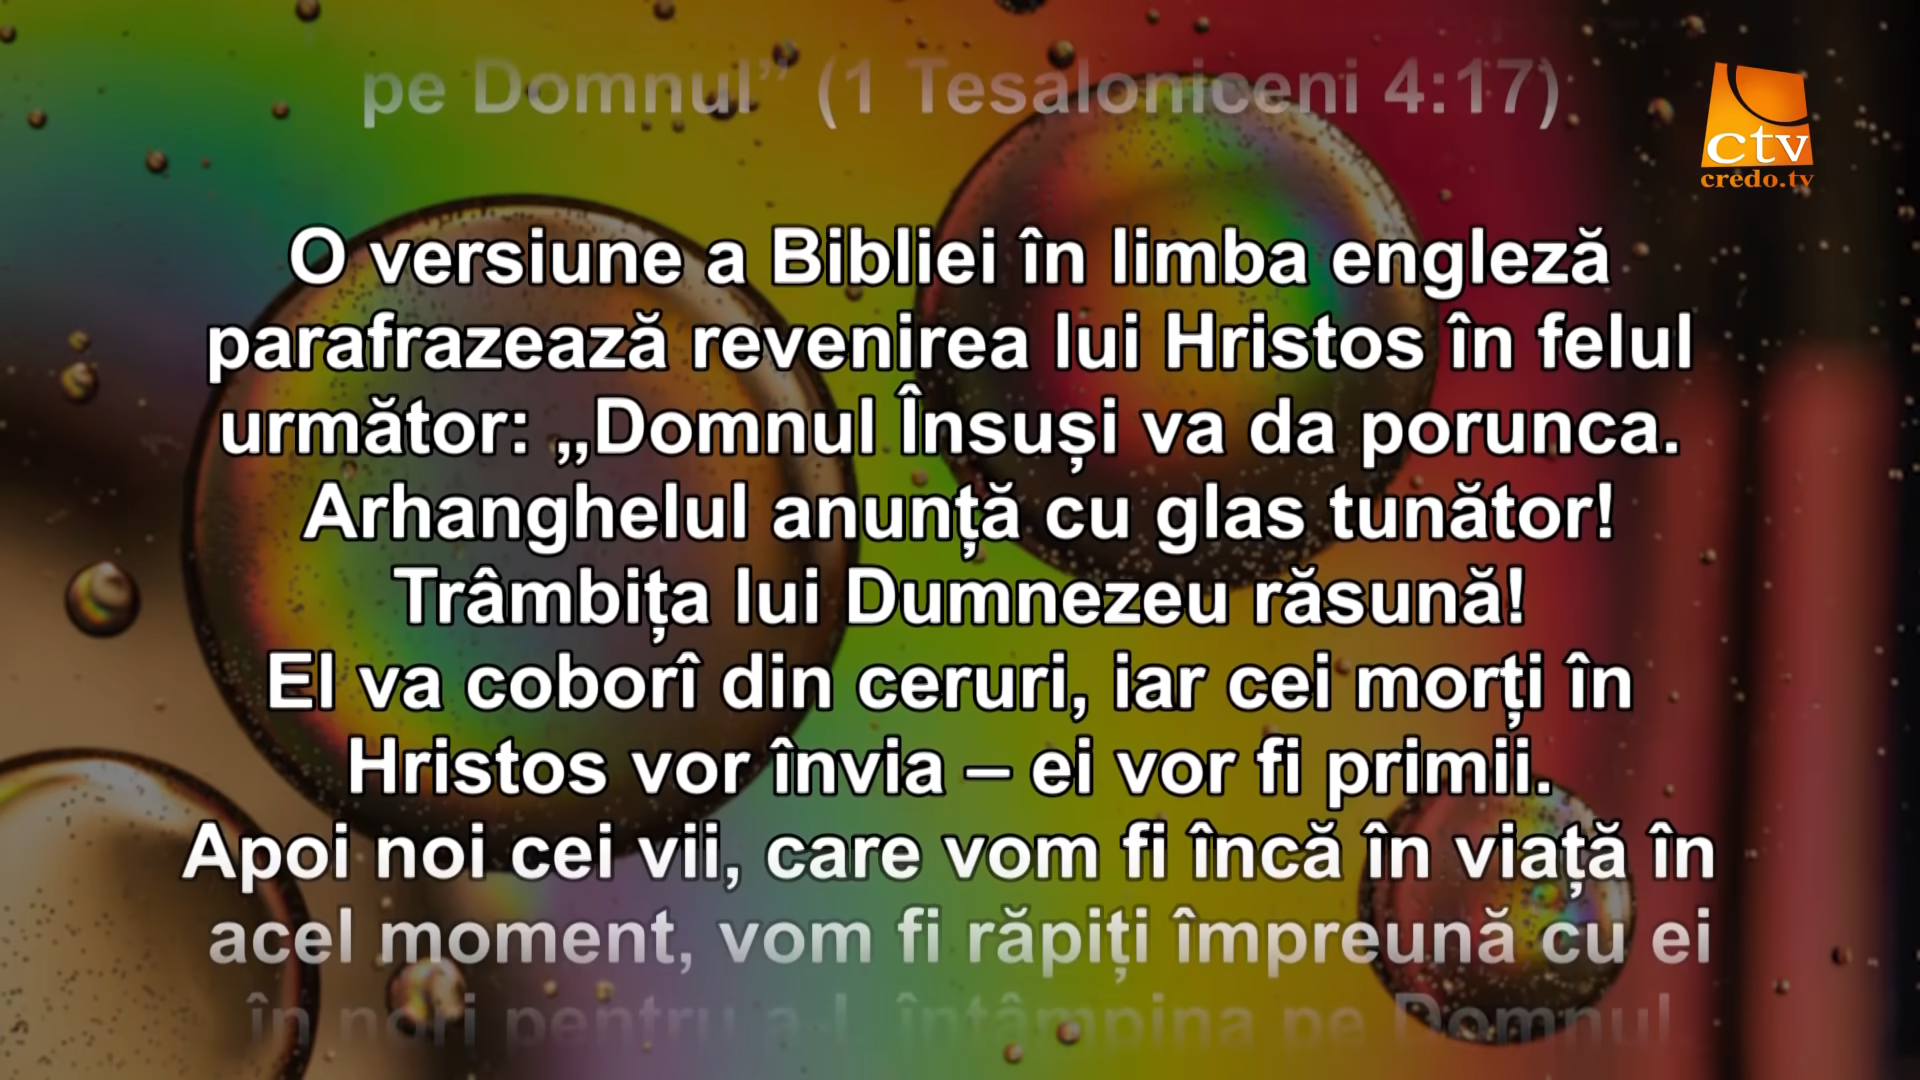 pe Domnul” (1 Tesaloniceni 4:17)
ctv
credo.tv
O versiune a Bibliei în limba engleză
parafrazează revenirea lui Hristos în felul
următor: „Domnul Însuși va da porunca.
Arhanghelul anunță cu glas tunător!
Trâmbița lui Dumnezeu răsună!
El va coborî din ceruri, iar cei morți în
Hristos vor învia – ei vor fi primii.
Apoi noi cei vii, care vom fi încă în viață în
acel moment, vom fi răpiți împreună cu ei
în nori pentru a-L întâmpina pe Domnul.